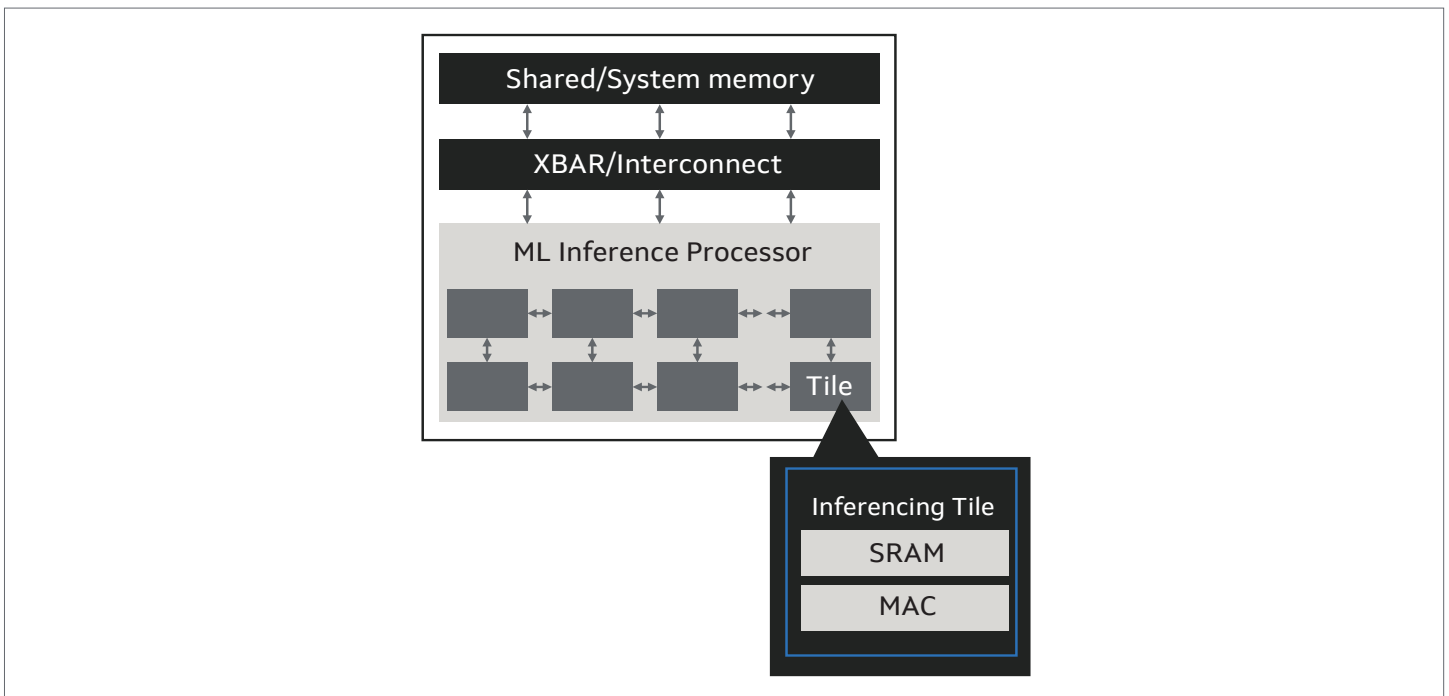 Shared/System memory
XBAR/Interconnect
ML Inference Processor
Tile
Inferencing Tile
SRAM
MAC